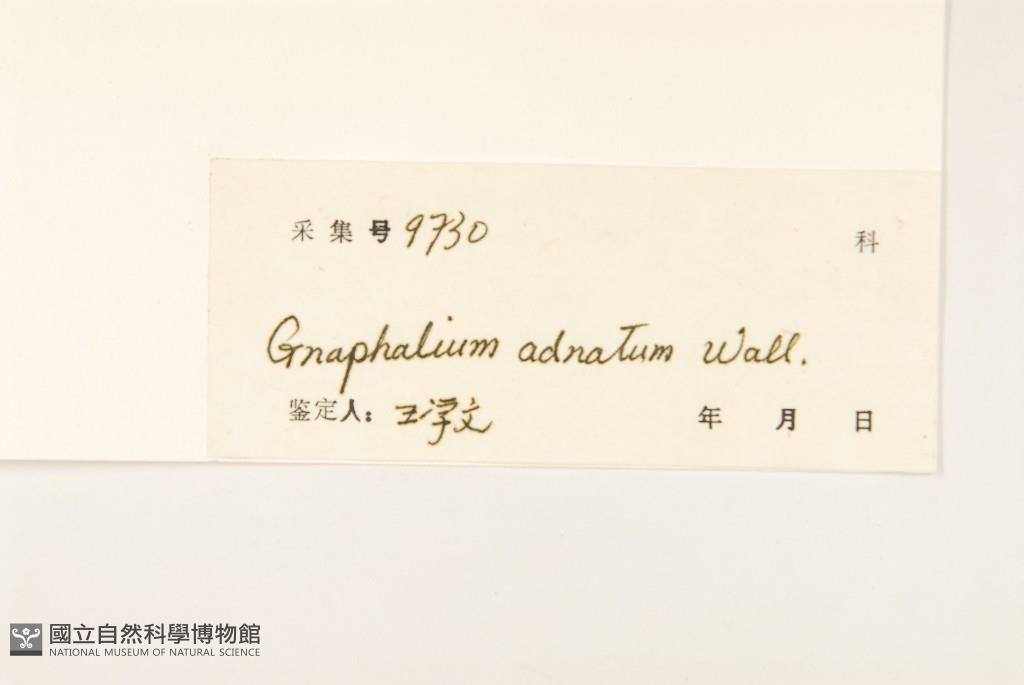 采集号 9730 科
Gnaphalium adnatum Wall.
鉴定人: 王学文 年 月 日
國立自然科學博物館
NATIONAL MUSEUM OF NATURAL SCIENCE